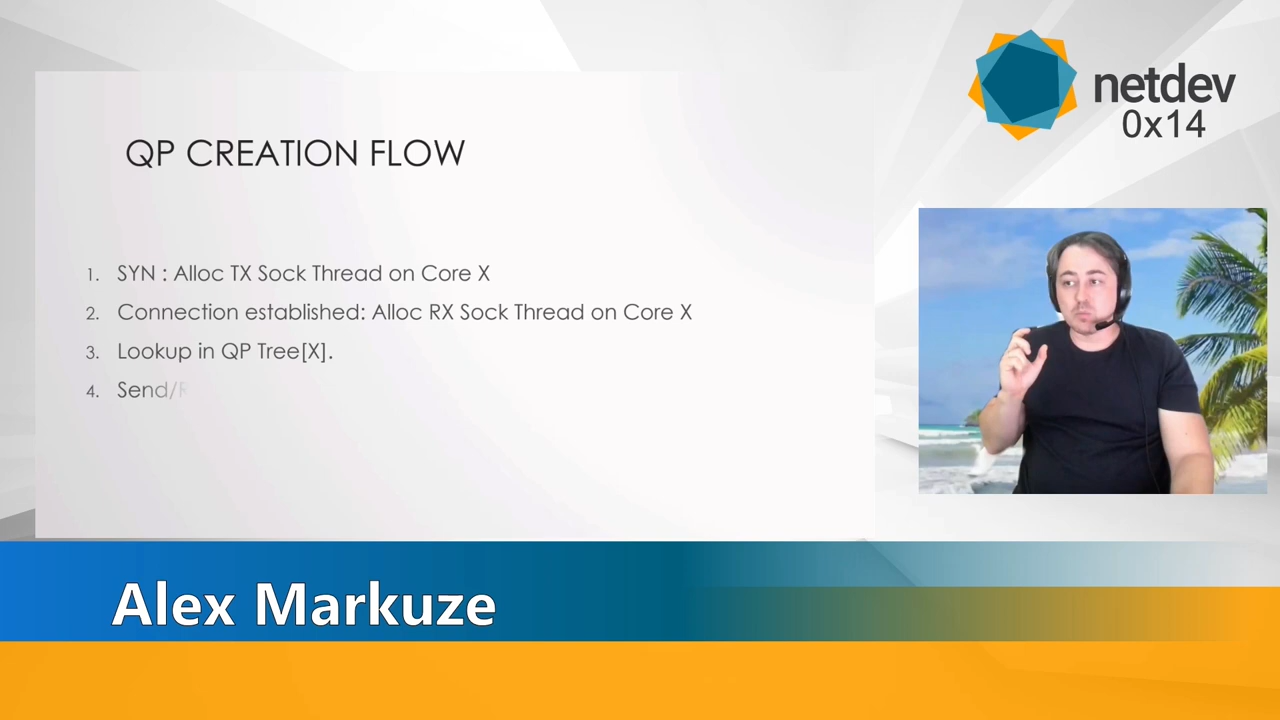 QP CREATION FLOW
1. SYN : Alloc TX Sock Thread on Core X
2. Connection established: Alloc RX Sock Thread on Core X
3. Lookup in QP Tree[X].
4. Send/R
netdev
0x14
Alex Markuze